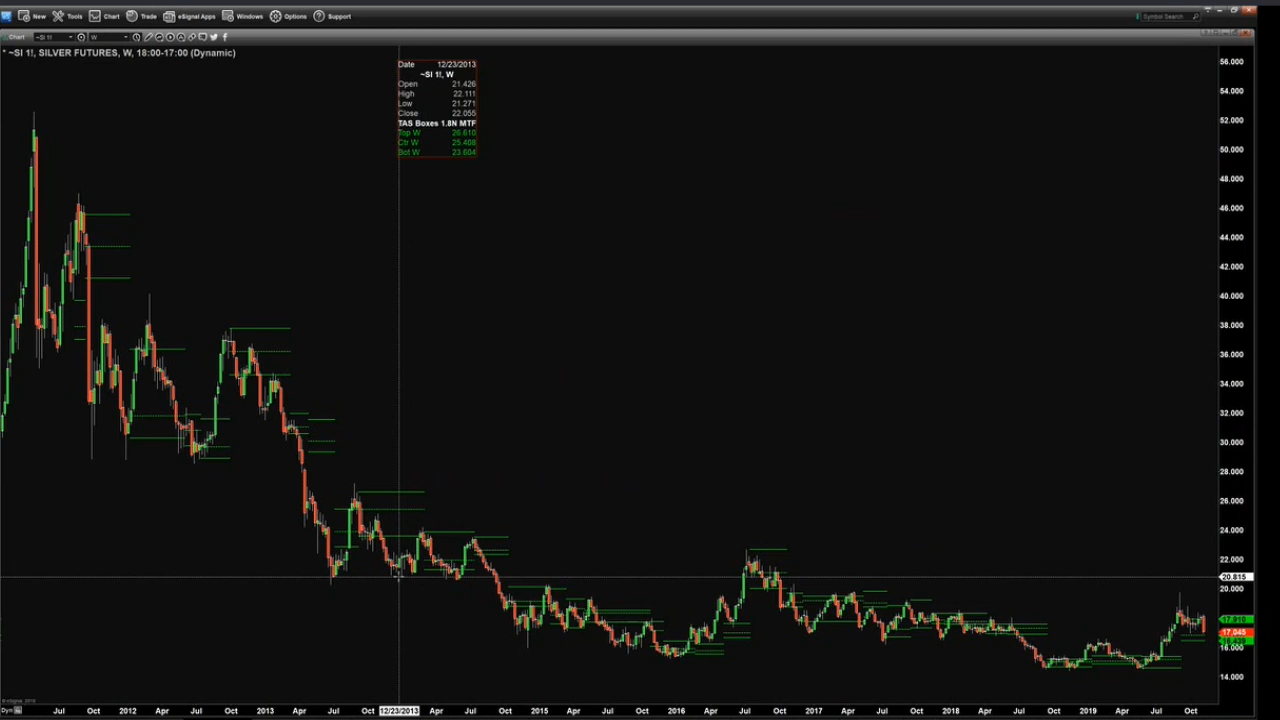 New Tools Chart Trade eSignal Apps Windows Options Support Symbol Search
Chart ~SI 1! W
* ~SI 1!, SILVER FUTURES, W, 18:00-17:00 (Dynamic)
Date 12/23/2013
~SI 1!, W
Open 21.426
High 22.111
Low 21.271
Close 22.055
TAS Boxes 1.8N MTF
Top W 26.610
Ctr W 25.408
Bot W 23.604
56.000
54.000
52.000
50.000
48.000
46.000
44.000
42.000
40.000
38.000
36.000
34.000
32.000
30.000
28.000
26.000
24.000
22.000
20.815
20.000
17.045
16.000
14.000
Dyn Jul Oct 2012 Apr Jul Oct 2013 Apr Jul Oct 12/23/2013 Apr Jul Oct 2015 Apr Jul Oct 2016 Apr Jul Oct 2017 Apr Jul Oct 2018 Apr Jul Oct 2019 Apr Jul Oct